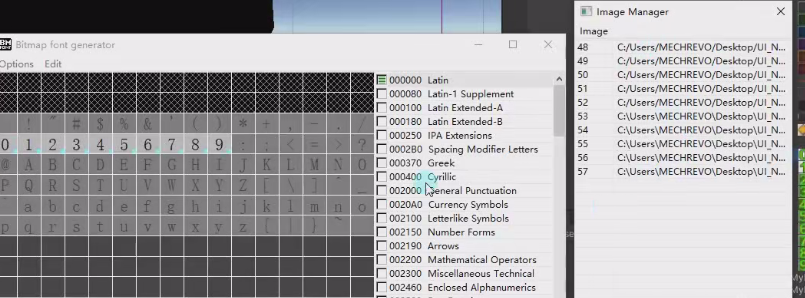 Image Manager
Bitmap font generator
Image
Options Edit
48 C:/Users/MECHREVO/Desktop/UI_N...
49 C:/Users/MECHREVO/Desktop/UI_N...
50 C:/Users/MECHREVO/Desktop/UI_N...
51 C:/Users/MECHREVO/Desktop/UI_N...
52 C:/Users/MECHREVO/Desktop/UI_N...
53 C:\Users\MECHREVO\Desktop\UI_N...
54 C:\Users\MECHREVO\Desktop\UI_N...
55 C:\Users\MECHREVO\Desktop\UI_N...
56 C:\Users\MECHREVO\Desktop\UI_N...
57 C:\Users\MECHREVO\Desktop\UI_N...
000000 Latin
000080 Latin-1 Supplement
000100 Latin Extended-A
000180 Latin Extended-B
000250 IPA Extensions
0002B0 Spacing Modifier Letters
000370 Greek
000400 Cyrillic
002000 General Punctuation
0020A0 Currency Symbols
002100 Letterlike Symbols
002150 Number Forms
002190 Arrows
002200 Mathematical Operators
002300 Miscellaneous Technical
002460 Enclosed Alphanumerics
! " # $ % & ' ( ) * + , - . /
0 1 2 3 4 5 6 7 8 9 : ; < = > ?
@ A B C D E F G H I J K L M N O
P Q R S T U V W X Y Z [ \ ] ^ _
` a b c d e f g h i j k l m n o
p q r s t u v w x y z { | } ~